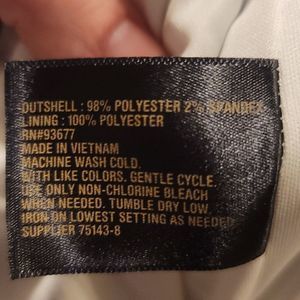 OUTSHELL : 98% POLYESTER 2% SPANDEX
LINING : 100% POLYESTER
RN#93677
MADE IN VIETNAM
MACHINE WASH COLD.
WITH LIKE COLORS. GENTLE CYCLE.
USE ONLY NON-CHLORINE BLEACH
WHEN NEEDED. TUMBLE DRY LOW.
IRON ON LOWEST SETTING AS NEEDED.
SUPPLIER 75143-8